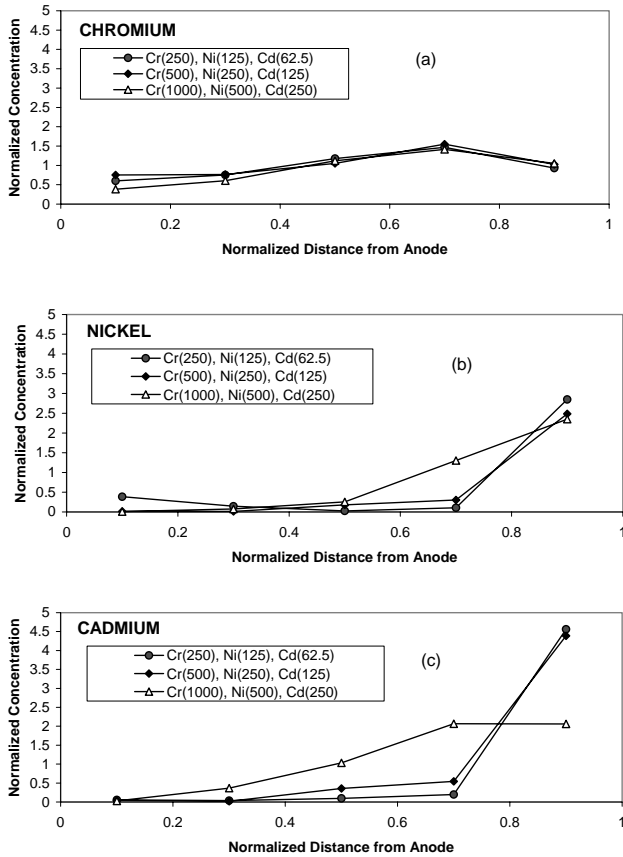 CHROMIUM
Cr(250), Ni(125), Cd(62.5)
Cr(500), Ni(250), Cd(125)
Cr(1000), Ni(500), Cd(250)
(a)
Normalized Concentration
5
4.5
4
3.5
3
2.5
2
1.5
1
0.5
0
0 0.2 0.4 0.6 0.8 1
Normalized Distance from Anode
NICKEL
Cr(250), Ni(125), Cd(62.5)
Cr(500), Ni(250), Cd(125)
Cr(1000), Ni(500), Cd(250)
(b)
Normalized Concentration
5
4.5
4
3.5
3
2.5
2
1.5
1
0.5
0
0 0.2 0.4 0.6 0.8 1
Normalized Distance from Anode
CADMIUM
Cr(250), Ni(125), Cd(62.5)
Cr(500), Ni(250), Cd(125)
Cr(1000), Ni(500), Cd(250)
(c)
Normalized Concentration
5
4.5
4
3.5
3
2.5
2
1.5
1
0.5
0
0 0.2 0.4 0.6 0.8 1
Normalized Distance from Anode